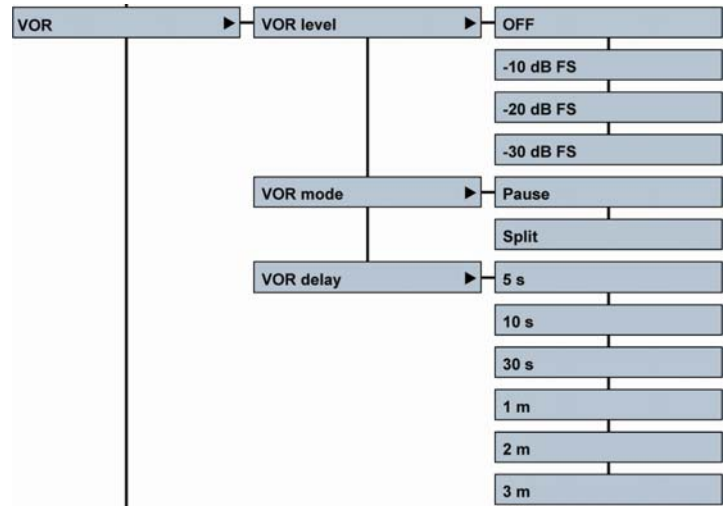 VOR
VOR level
OFF
-10 dB FS
-20 dB FS
-30 dB FS
VOR mode
Pause
Split
VOR delay
5 s
10 s
30 s
1 m
2 m
3 m